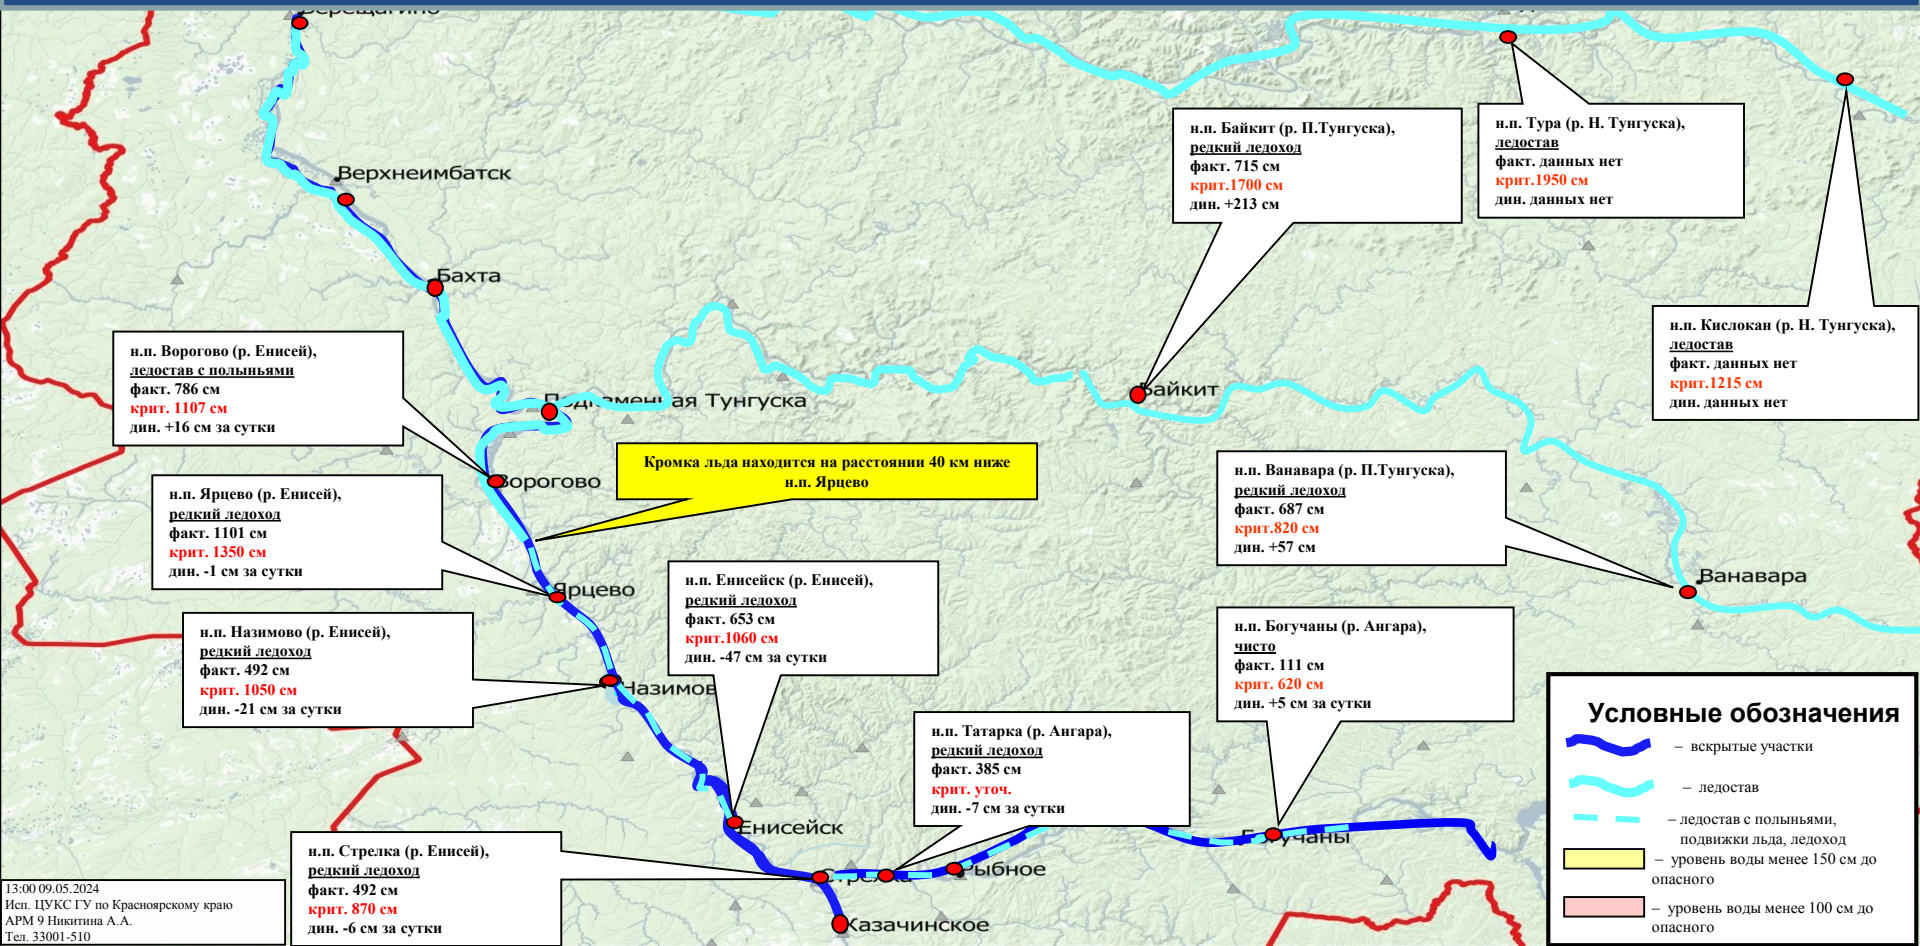 Верещагино
Верхнеимбатск
Бахта
н.п. Байкит (р. П.Тунгуска),
редкий ледоход
факт. 715 см
крит.1700 см
дин. +213 см
н.п. Тура (р. Н. Тунгуска),
ледостав
факт. данных нет
крит.1950 см
дин. данных нет
н.п. Кислокан (р. Н. Тунгуска),
ледостав
факт. данных нет
крит.1215 см
дин. данных нет
н.п. Ворогово (р. Енисей),
ледостав с полыньями
факт. 786 см
крит. 1107 см
дин. +16 см за сутки
Подкаменная Тунгуска
Байкит
Кромка льда находится на расстоянии 40 км ниже
н.п. Ярцево
Ворогово
н.п. Ярцево (р. Енисей),
редкий ледоход
факт. 1101 см
крит. 1350 см
дин. -1 см за сутки
н.п. Ванавара (р. П.Тунгуска),
редкий ледоход
факт. 687 см
крит.820 см
дин. +57 см
Ванавара
Ярцево
н.п. Енисейск (р. Енисей),
редкий ледоход
факт. 653 см
крит.1060 см
дин. -47 см за сутки
н.п. Назимово (р. Енисей),
редкий ледоход
факт. 492 см
крит. 1050 см
дин. -21 см за сутки
Назимов
н.п. Богучаны (р. Ангара),
чисто
факт. 111 см
крит. 620 см
дин. +5 см за сутки
н.п. Татарка (р. Ангара),
редкий ледоход
факт. 385 см
крит. уточ.
дин. -7 см за сутки
Енисейск
Богучаны
н.п. Стрелка (р. Енисей),
редкий ледоход
факт. 492 см
крит. 870 см
дин. -6 см за сутки
Стрелка
Рыбное
Казачинское
Условные обозначения
– вскрытые участки
– ледостав
– ледостав с полыньями,
подвижки льда, ледоход
– уровень воды менее 150 см до
опасного
– уровень воды менее 100 см до
опасного
13:00 09.05.2024
Исп. ЦУКС ГУ по Красноярскому краю
АРМ 9 Никитина А.А.
Тел. 33001-510